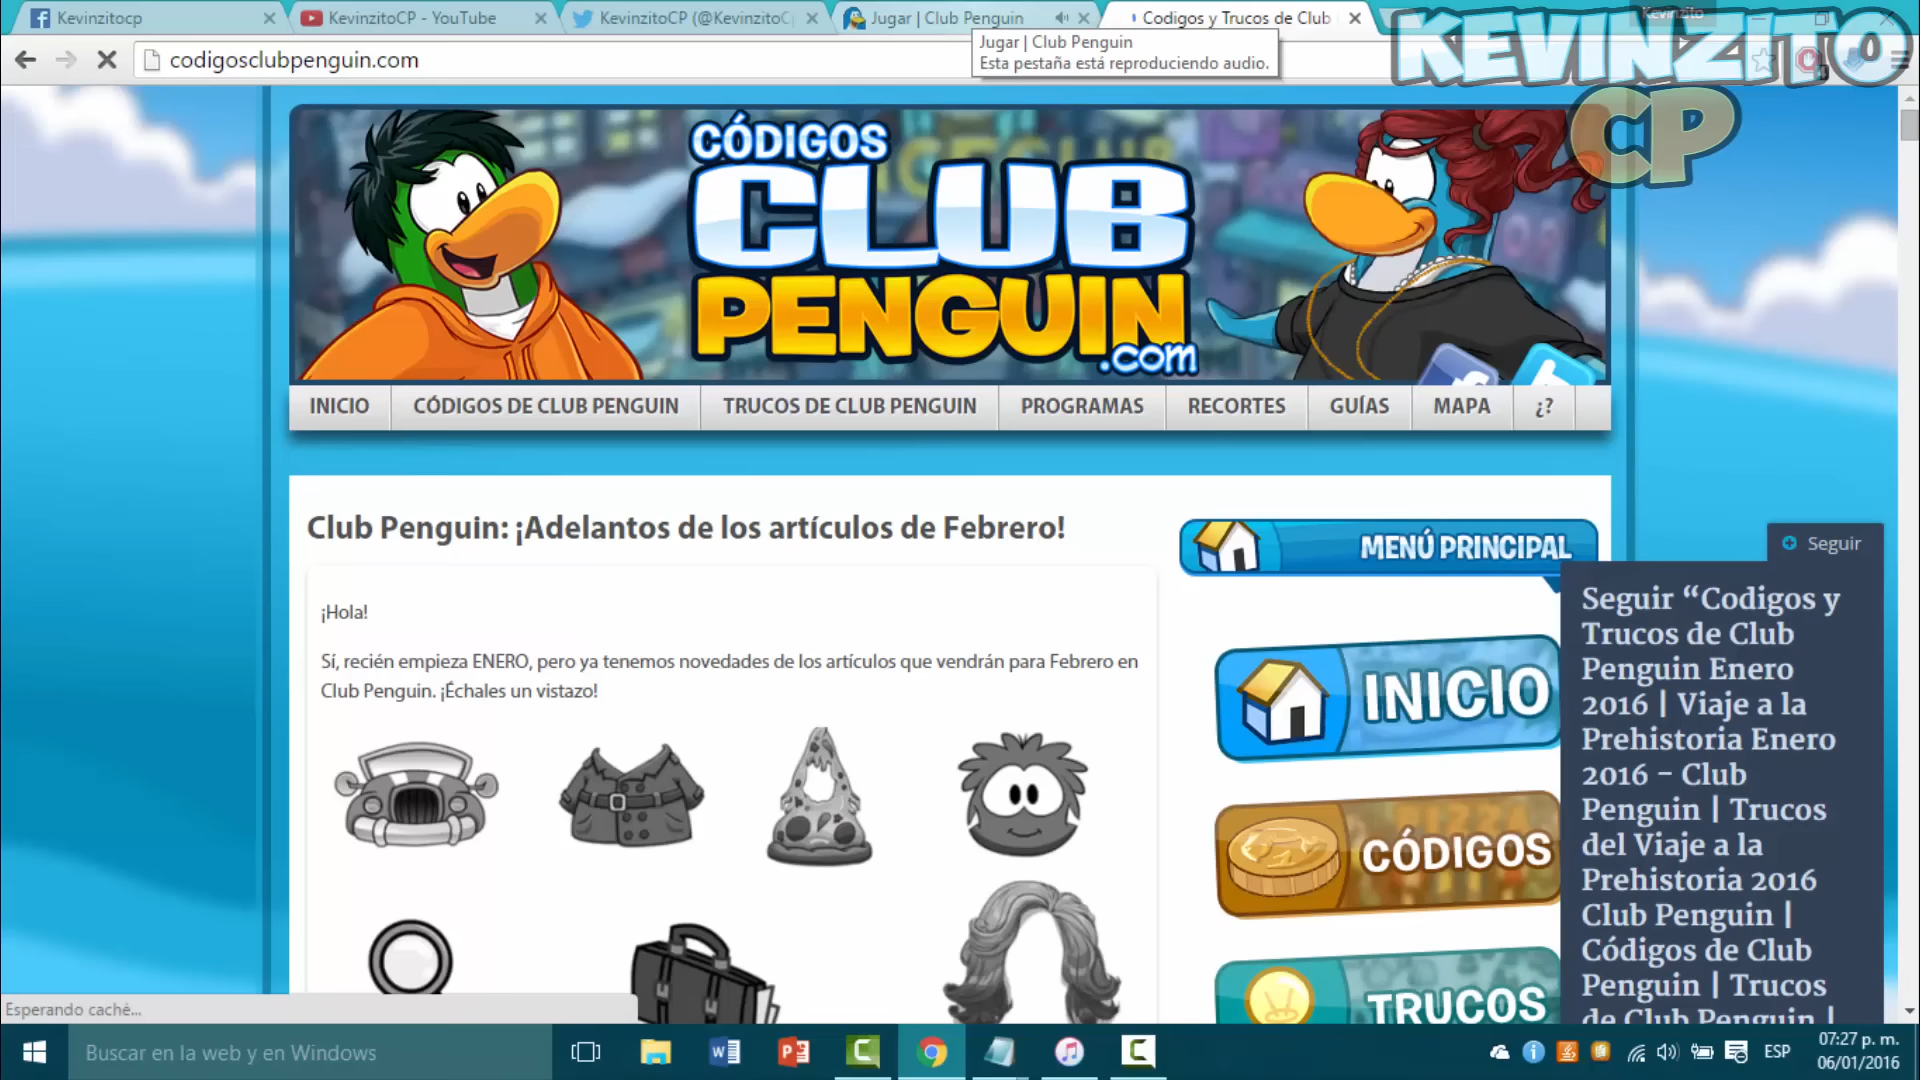 Kevinzitocp
KevinzitoCP - YouTube
KevinzitoCP (@KevinzitoC
Jugar | Club Penguin
Codigos y Trucos de Club
Kevinzito
Jugar | Club Penguin
Esta pestaña está reproduciendo audio.
codigosclubpenguin.com
KEVINZITO
CP
CÓDIGOS
CLUB
PENGUIN
.com
INICIO
CÓDIGOS DE CLUB PENGUIN
TRUCOS DE CLUB PENGUIN
PROGRAMAS
RECORTES
GUÍAS
MAPA
¿?
Club Penguin: ¡Adelantos de los artículos de Febrero!
¡Hola!
Sí, recién empieza ENERO, pero ya tenemos novedades de los artículos que vendrán para Febrero en
Club Penguin. ¡Échales un vistazo!
MENÚ PRINCIPAL
INICIO
CÓDIGOS
TRUCOS
Seguir
Seguir “Codigos y
Trucos de Club
Penguin Enero
2016 | Viaje a la
Prehistoria Enero
2016 – Club
Penguin | Trucos
del Viaje a la
Prehistoria 2016
Club Penguin |
Códigos de Club
Penguin | Trucos
de Club Penguin |
Esperando caché...
Buscar en la web y en Windows
ESP
07:27 p. m.
06/01/2016